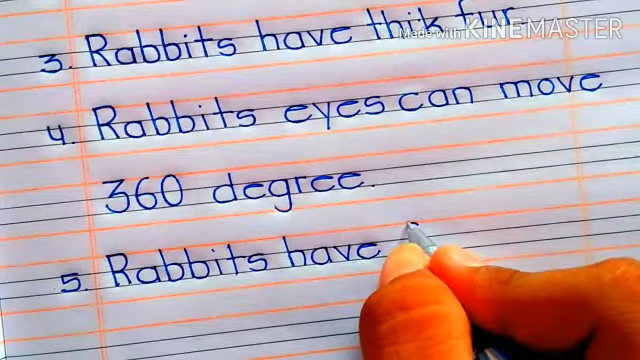 Made with KINEMASTER
3. Rabbits have thik fur
4. Rabbits eyes can move
360 degree.
5. Rabbits have